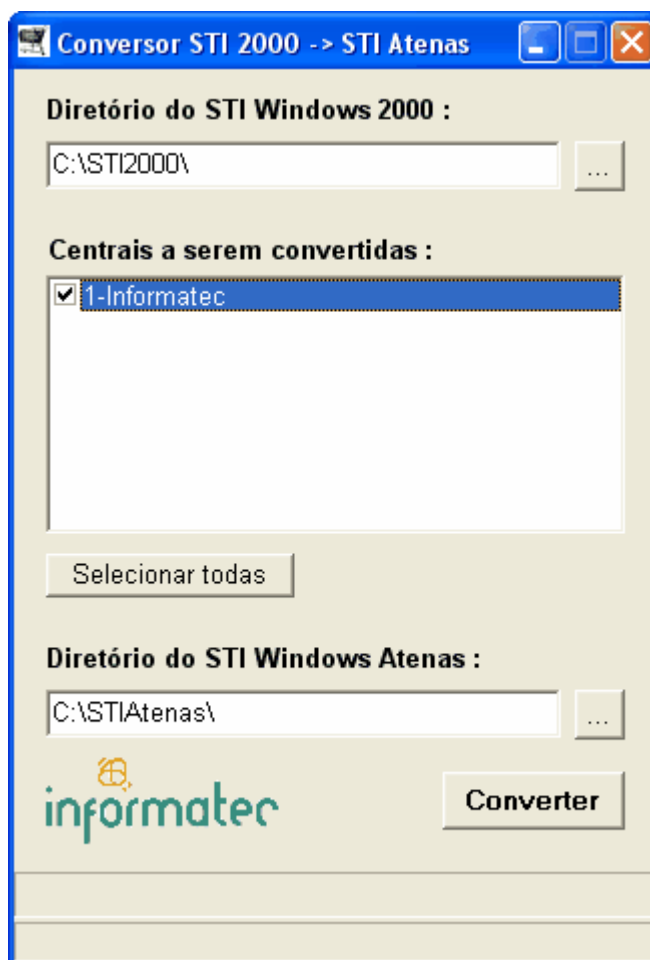 Conversor STI 2000 -> STI Atenas
Diretório do STI Windows 2000 :
C:\STI2000\
...
Centrais a serem convertidas :
1-Informatec
Selecionar todas
Diretório do STI Windows Atenas :
C:\STIAtenas\
...
informatec
Converter